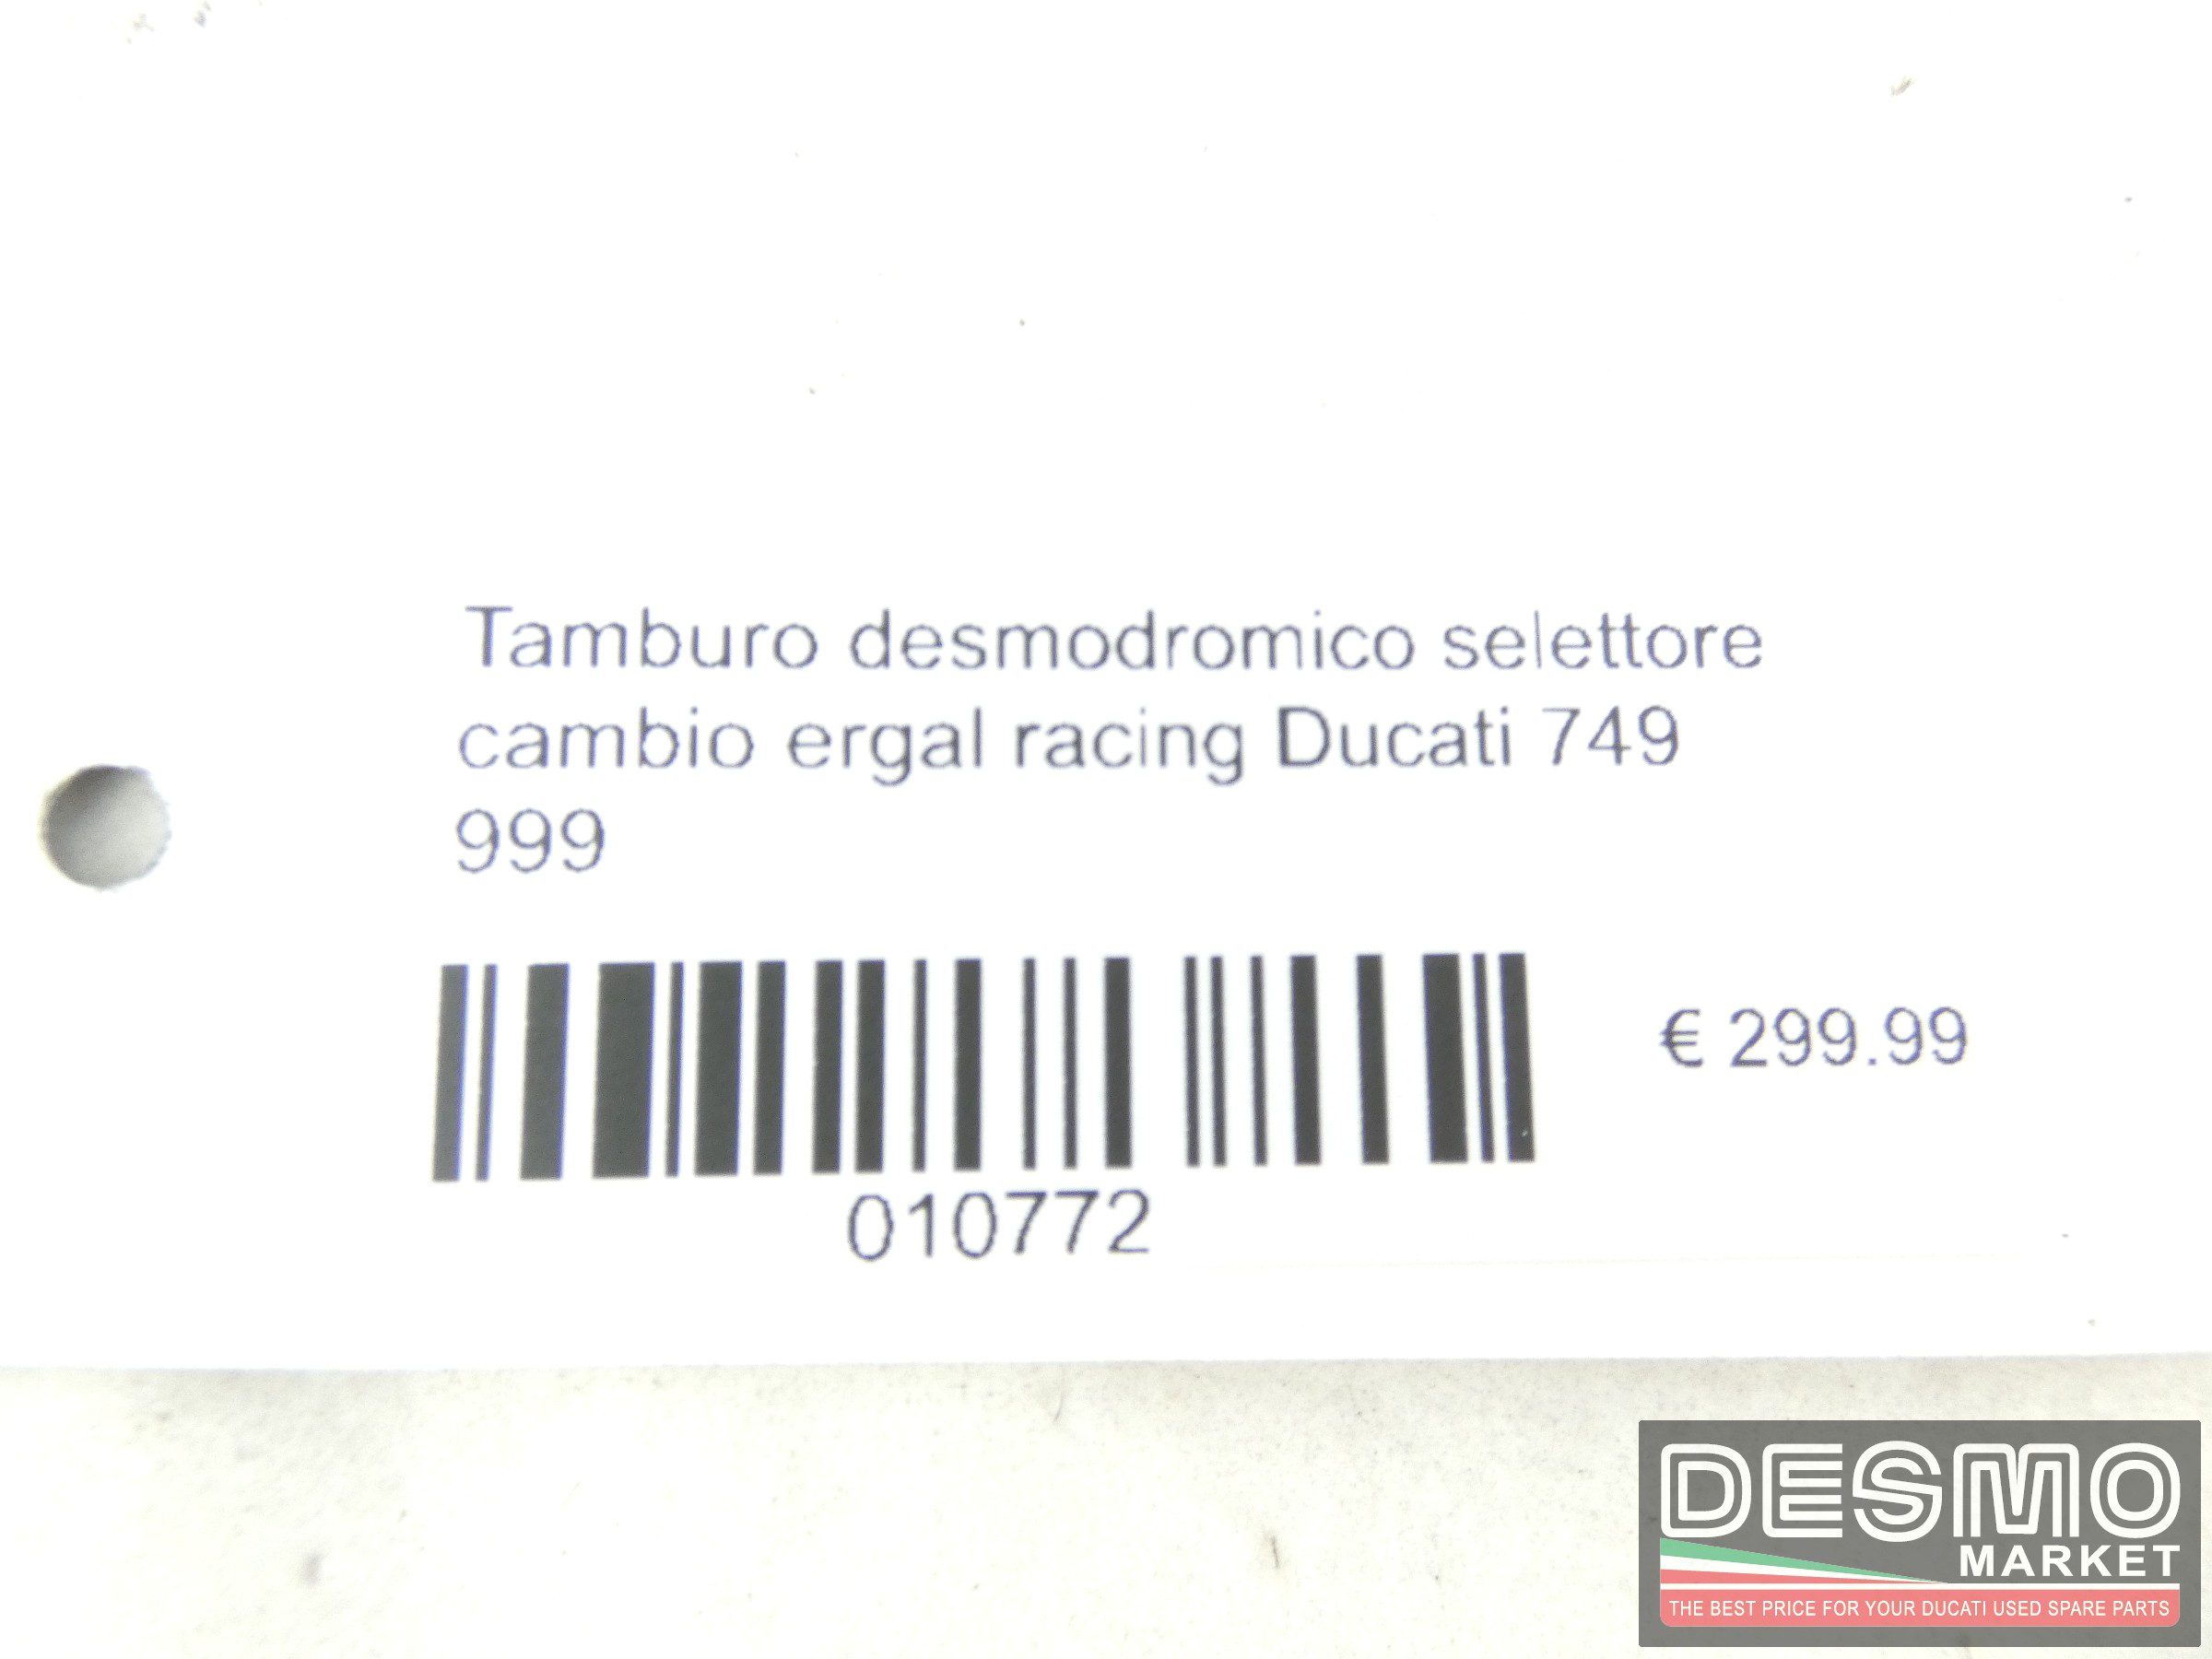 Tamburo desmodromico selettore
cambio ergal racing Ducati 749
999
€ 299.99
010772
DESMO
MARKET
THE BEST PRICE FOR YOUR DUCATI USED SPARE PARTS